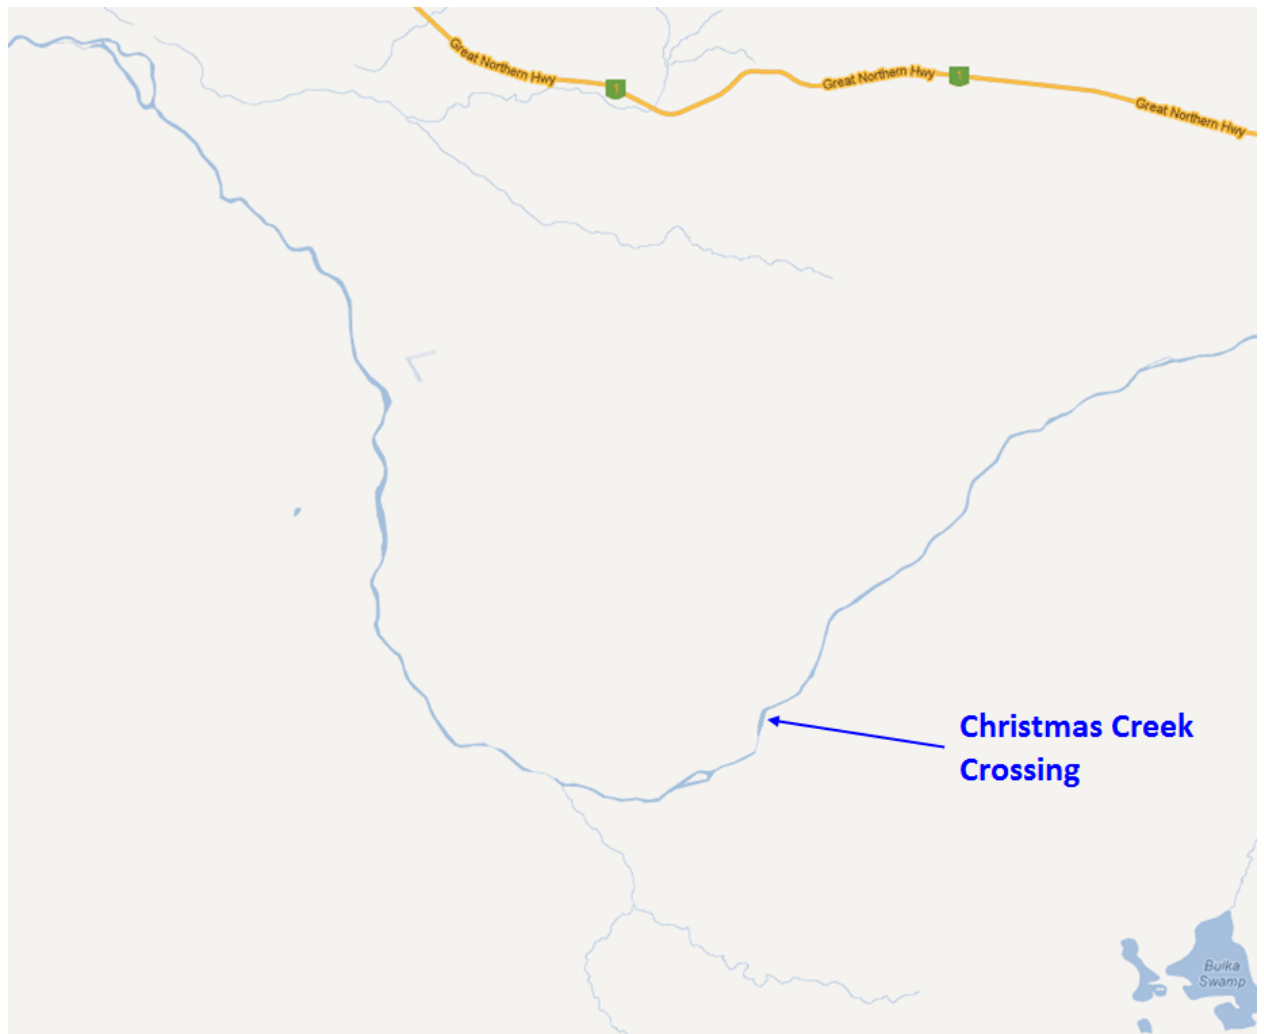 Great Northern Hwy
1
Great Northern Hwy
1
Great Northern Hwy
Christmas Creek
Crossing
Bulka
Swamp